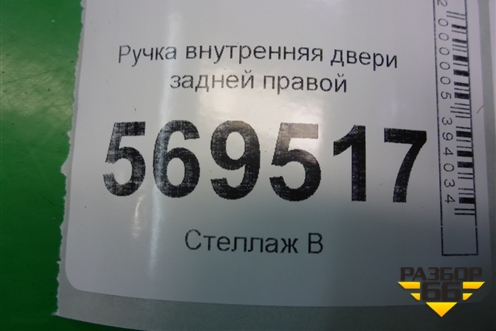 Ручка внутренняя двери
задней правой
569517
Стеллаж В
2000005394034
РАЗБОР
66